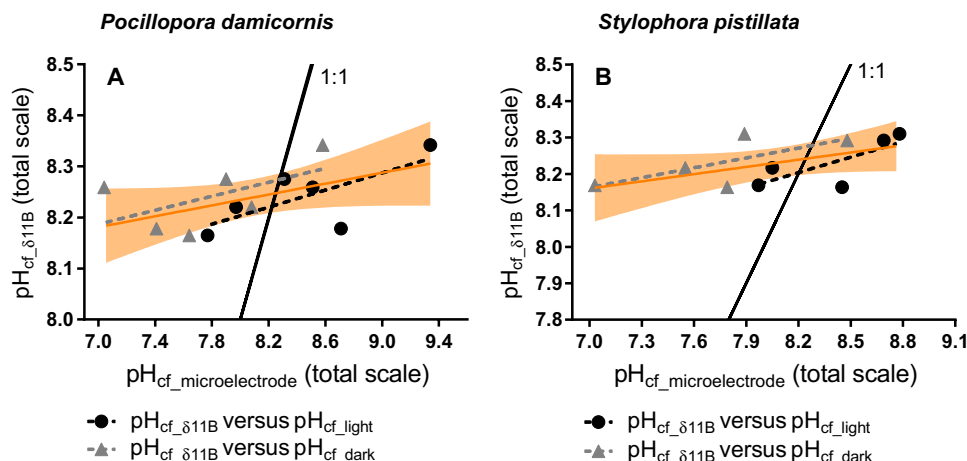 Pocillopora damicornis
Stylophora pistillata
A
1:1
8.5
8.4
8.3
8.2
8.1
8.0
pHcf_δ11B (total scale)
7.0 7.4 7.8 8.2 8.6 9.0 9.4
pHcf_microelectrode (total scale)
B
1:1
8.5
8.4
8.3
8.2
8.1
8.0
7.9
7.8
pHcf_δ11B (total scale)
7.0 7.3 7.6 7.9 8.2 8.5 8.8 9.1
pHcf_microelectrode (total scale)
pHcf_δ11B versus pHcf_light
pHcf_δ11B versus pHcf_dark
pHcf_δ11B versus pHcf_light
pHcf_δ11B versus pHcf_dark